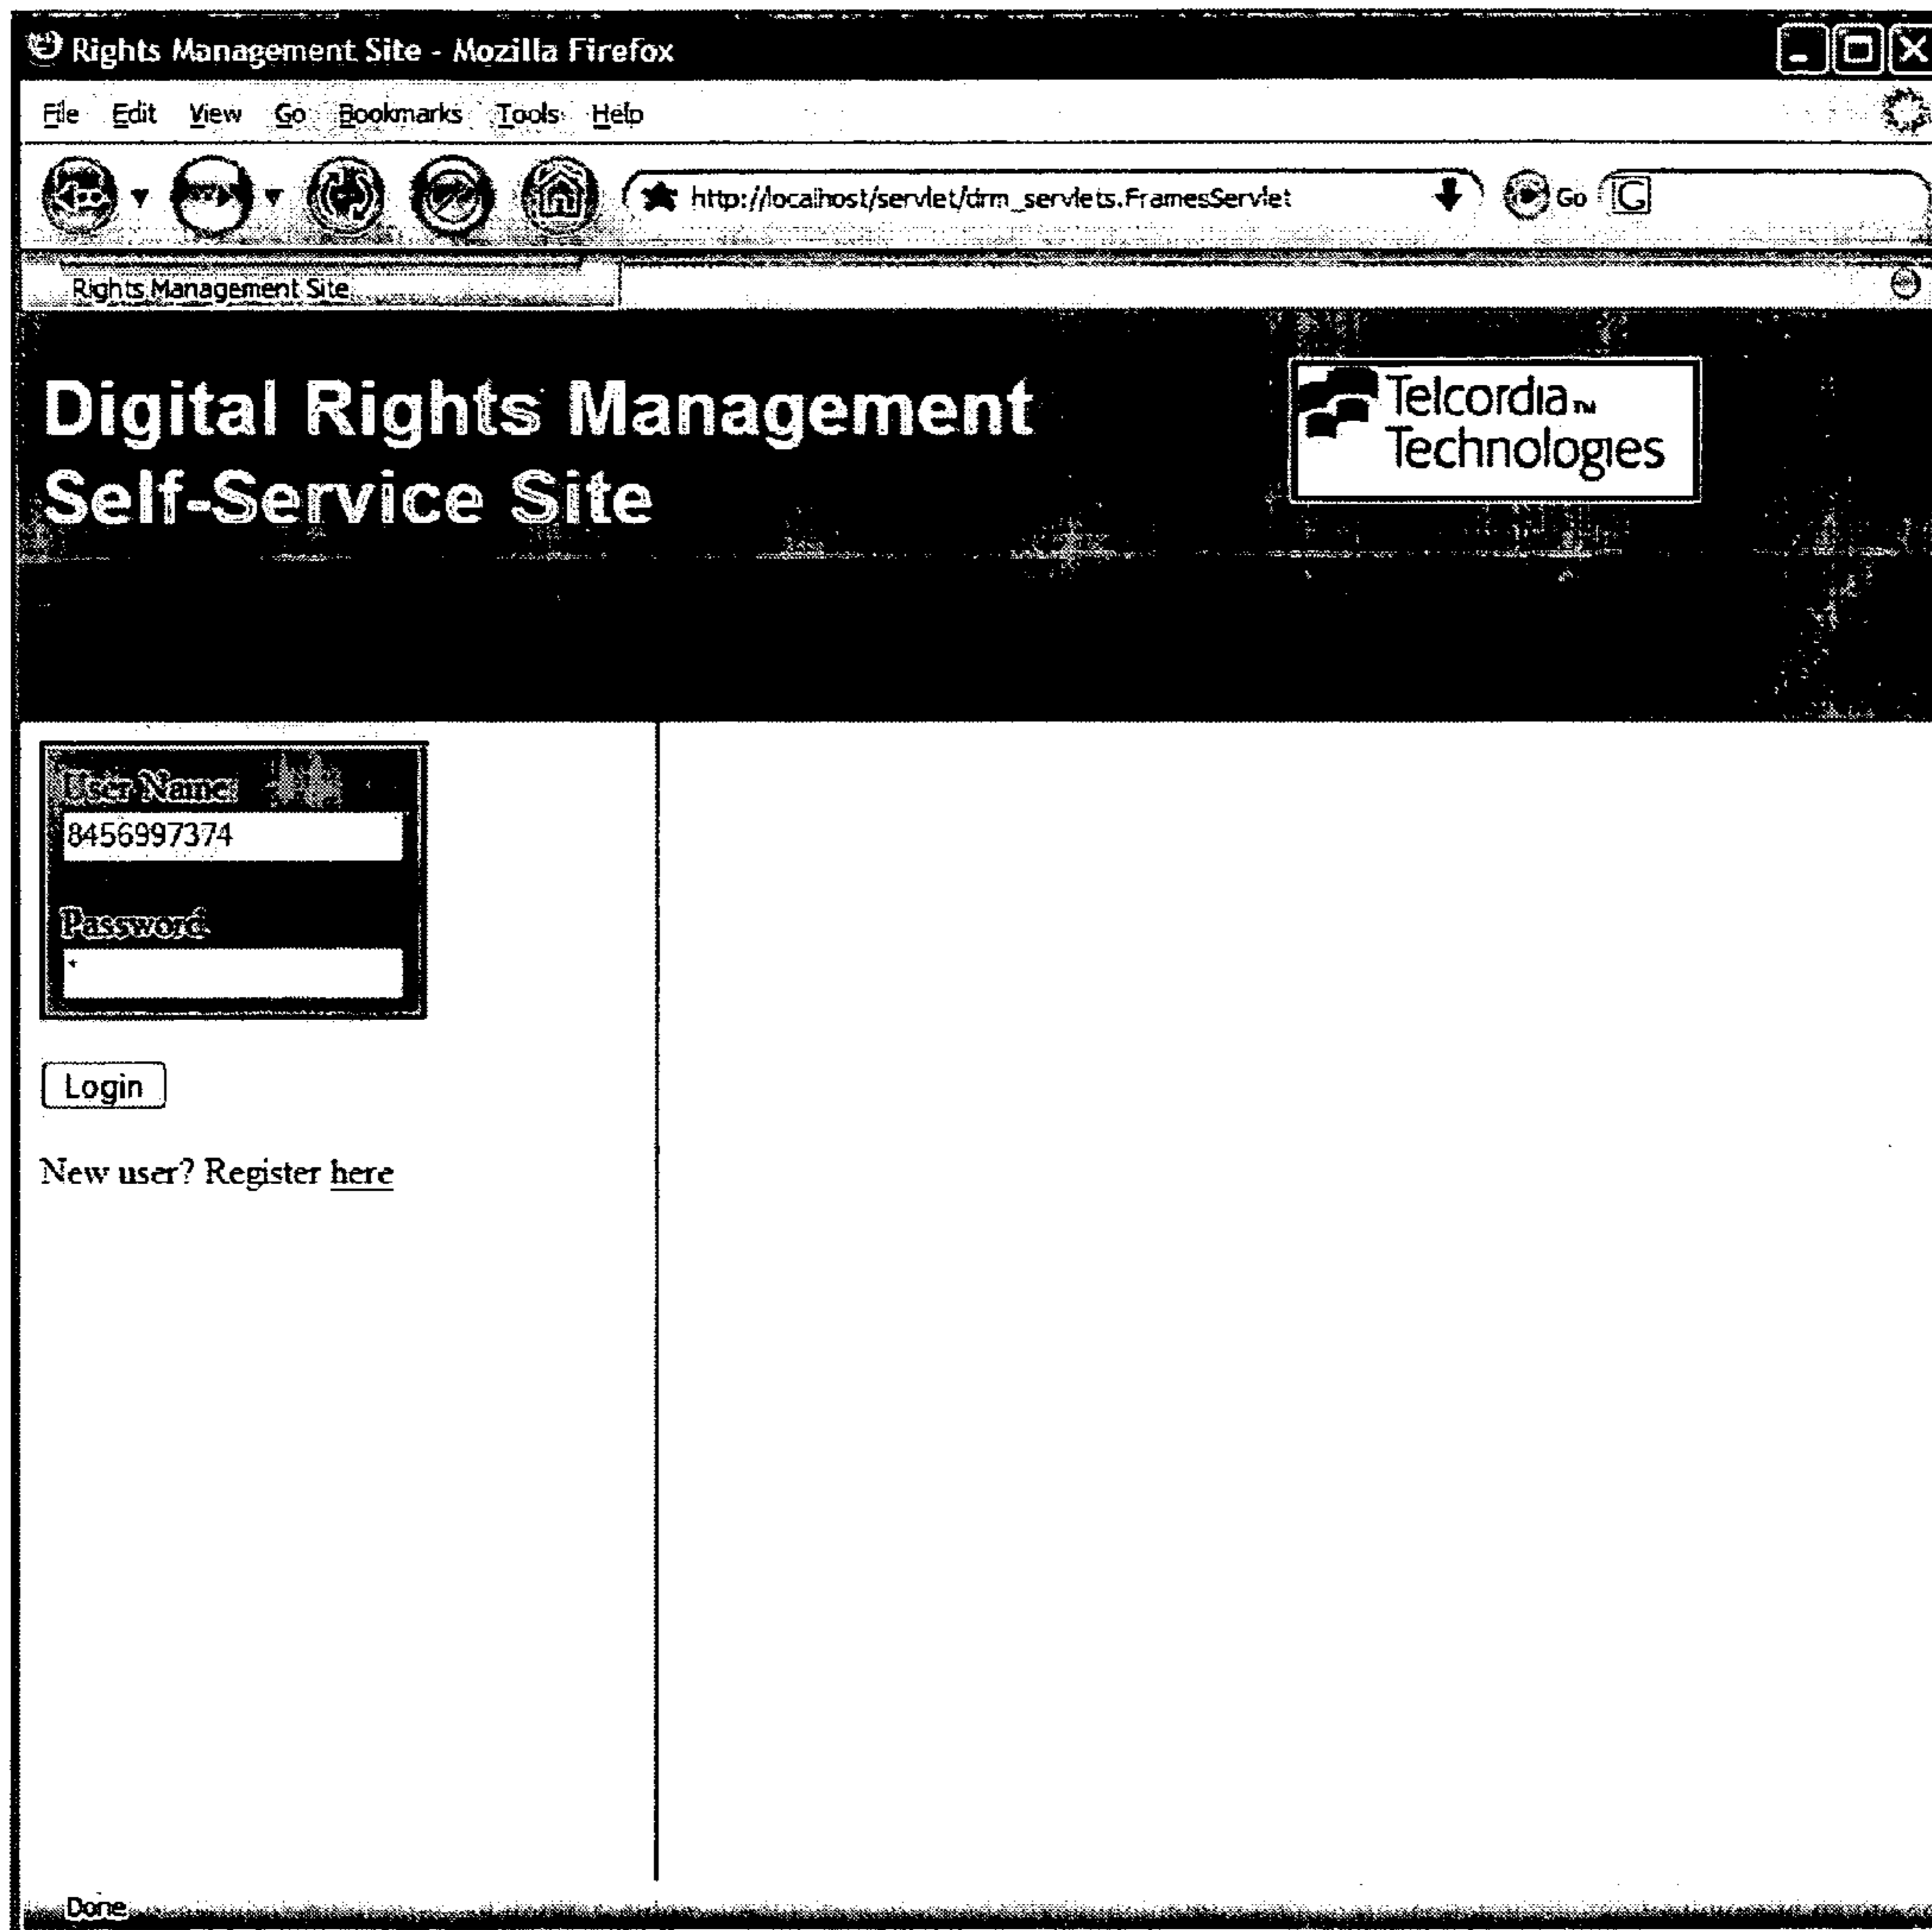 Rights Management Site - Mozilla Firefox
File Edit View Go Bookmarks Tools Help
http://localhost/servlet/drm_servlets.FramesServlet Go G
Rights Management Site
Digital Rights Management
Self-Service Site
Telcordia™
Technologies
User Name:
8456997374
Password:
*
Login
New user? Register here
Done